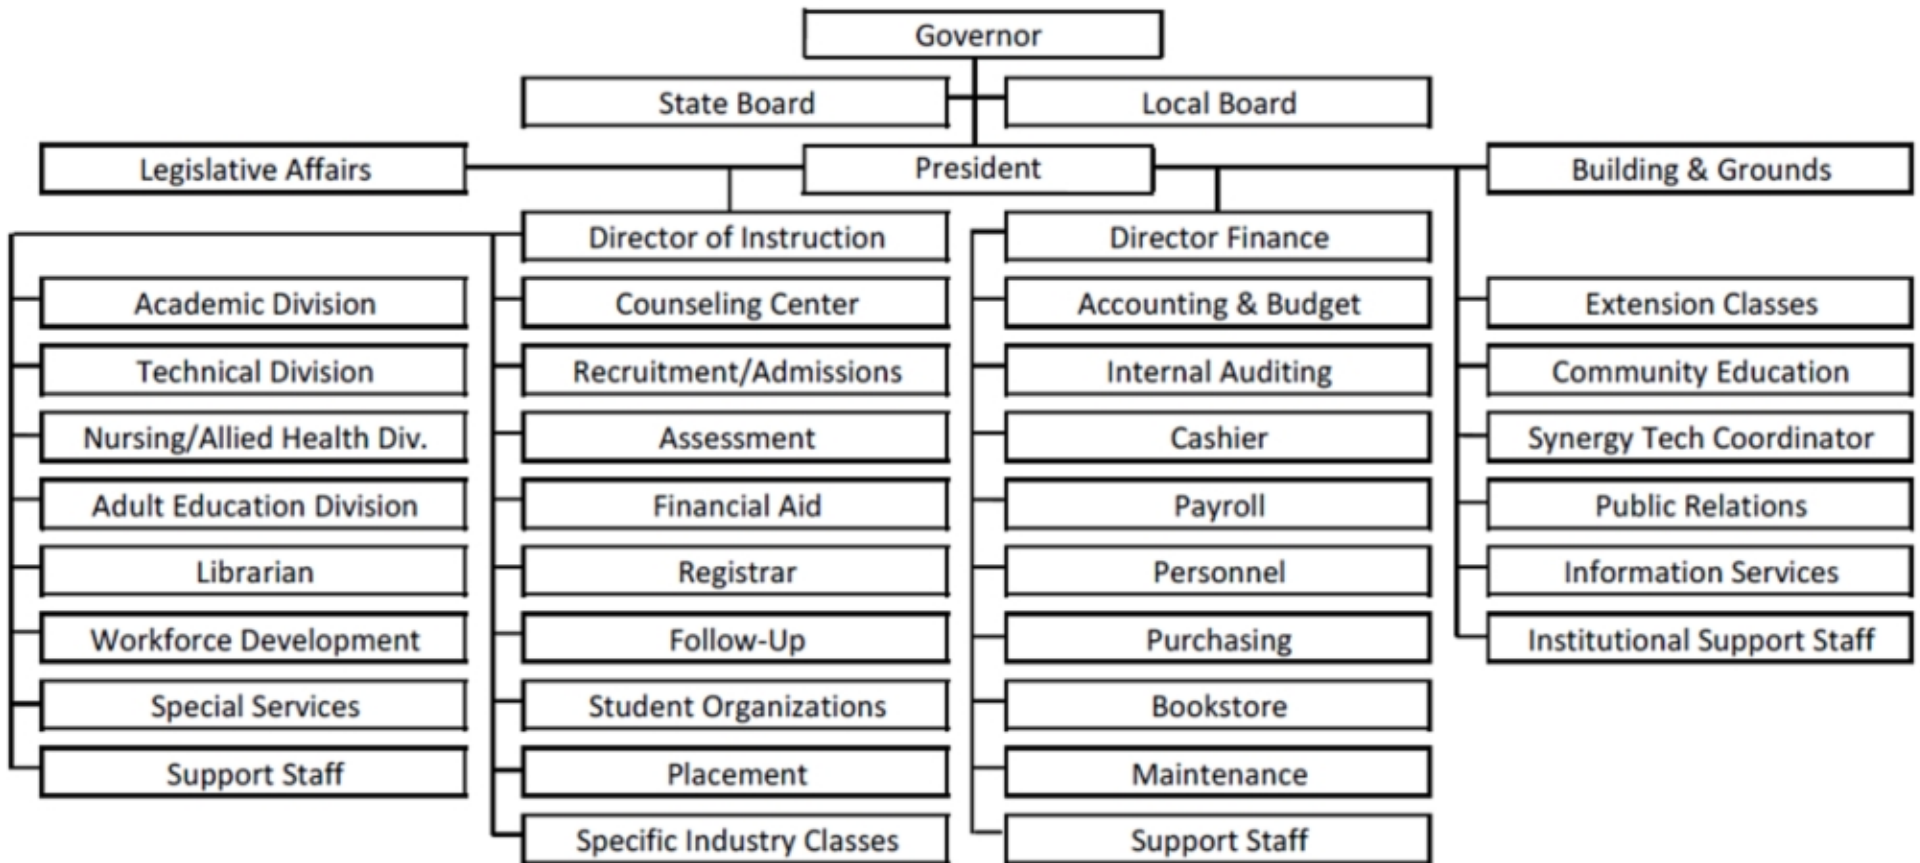 Governor
State Board
Local Board
Legislative Affairs
President
Building & Grounds
Director of Instruction
Director Finance
Academic Division
Counseling Center
Accounting & Budget
Extension Classes
Technical Division
Recruitment/Admissions
Internal Auditing
Community Education
Nursing/Allied Health Div.
Assessment
Cashier
Synergy Tech Coordinator
Adult Education Division
Financial Aid
Payroll
Public Relations
Librarian
Registrar
Personnel
Information Services
Workforce Development
Follow-Up
Purchasing
Institutional Support Staff
Special Services
Student Organizations
Bookstore
Support Staff
Placement
Maintenance
Specific Industry Classes
Support Staff